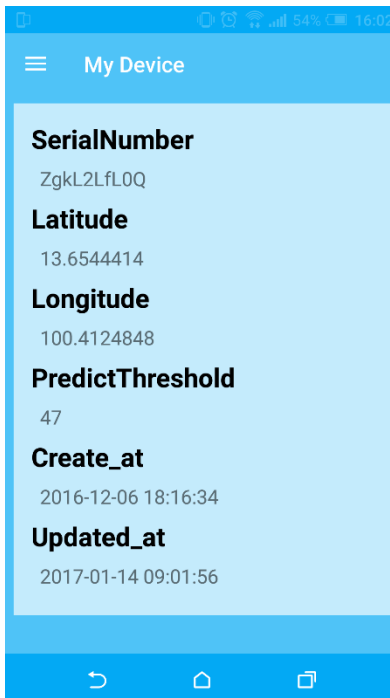 54% 16:02
My Device
SerialNumber
ZgkL2LfL0Q
Latitude
13.6544414
Longitude
100.4124848
PredictThreshold
47
Create_at
2016-12-06 18:16:34
Updated_at
2017-01-14 09:01:56